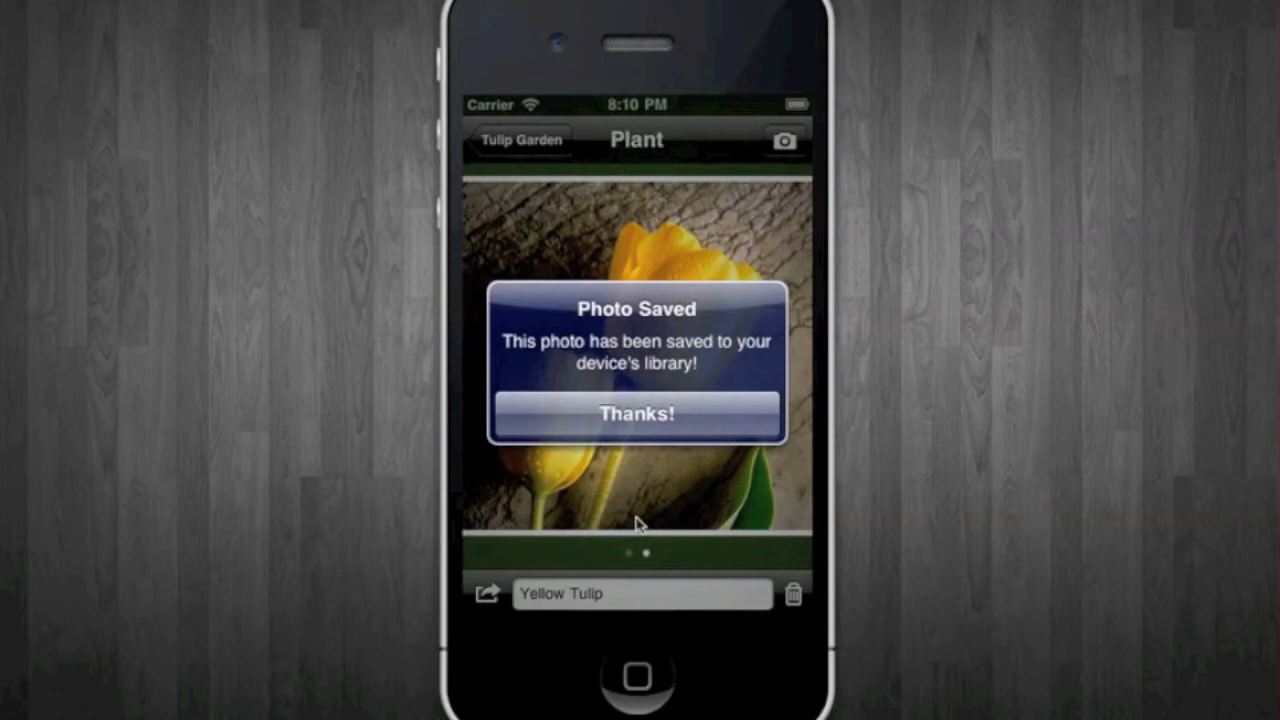 Carrier 8:10 PM
Tulip Garden Plant
Photo Saved
This photo has been saved to your
device's library!
Thanks!
Yellow Tulip